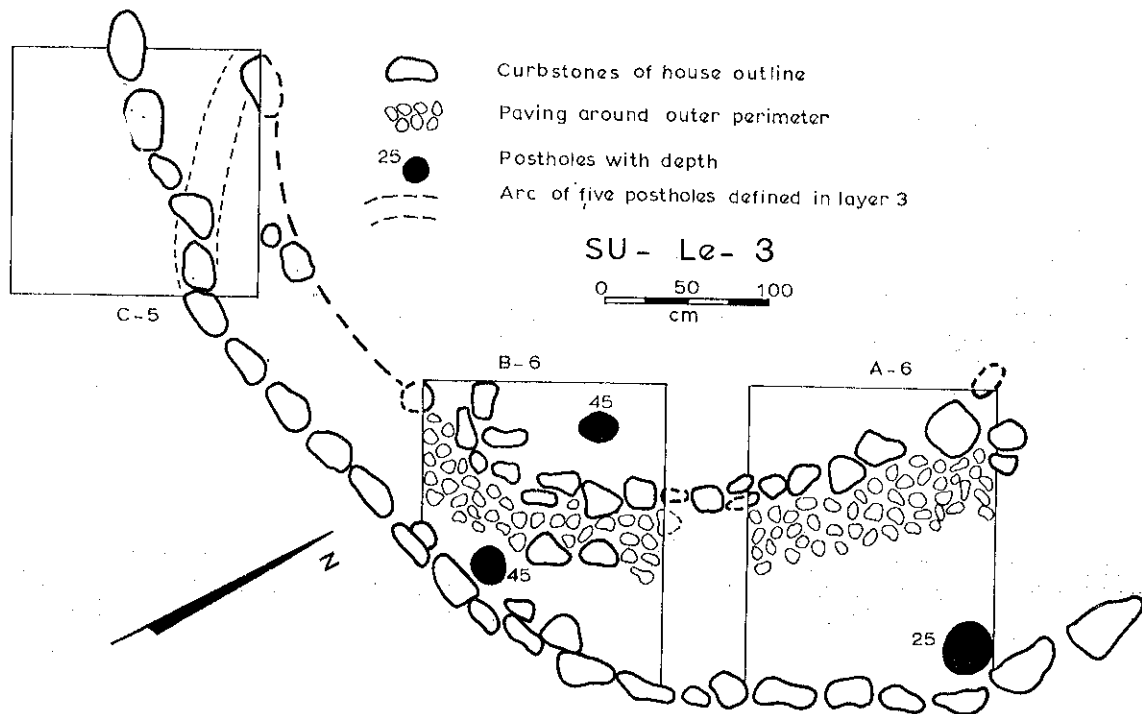 Curbstones of house outline
Paving around outer perimeter
25
Postholes with depth
Arc of five postholes defined in layer 3
SU - Le - 3
0 50 100
cm
C-5
B-6
A-6
45
45
25
N